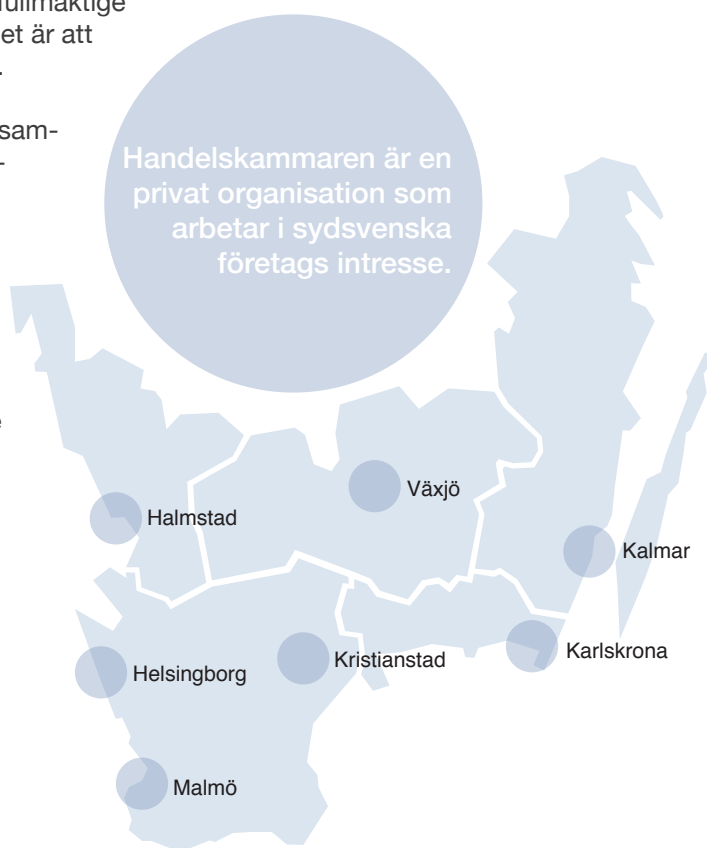 fullmäktige
et är att
.
sam-
-
e
Handelskammaren är en
privat organisation som
arbetar i sydsvenska
företags intresse.
Växjö
Halmstad
Kalmar
Karlskrona
Kristianstad
Helsingborg
Malmö